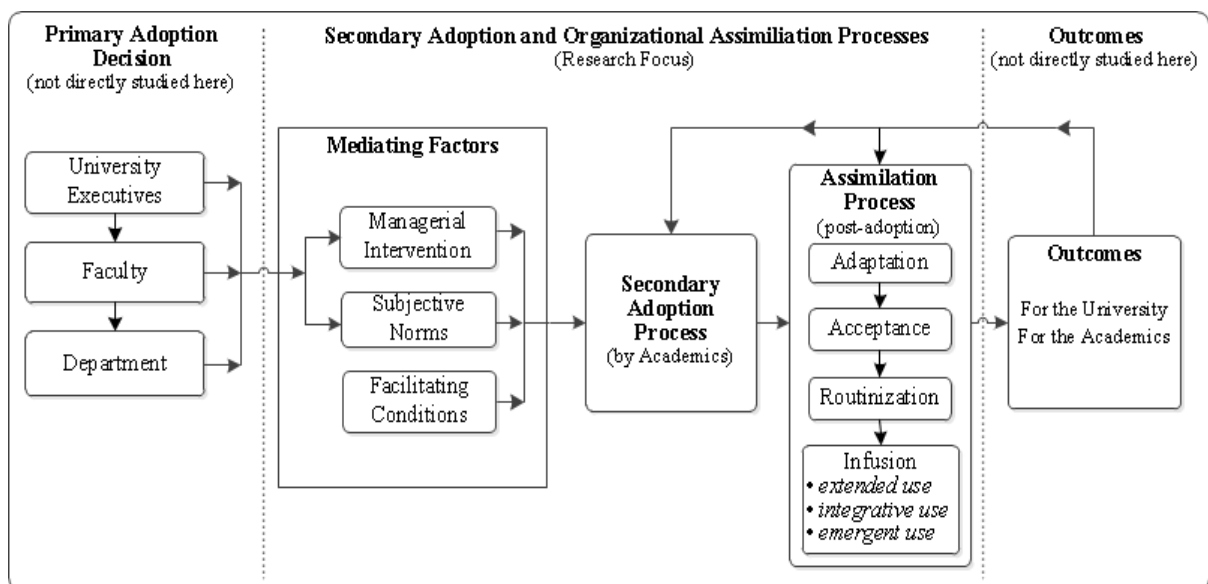 Primary Adoption
Decision
(not directly studied here)
Secondary Adoption and Organizational Assimiliation Processes
(Research Focus)
Outcomes
(not directly studied here)
University
Executives
Faculty
Department
Mediating Factors
Managerial
Intervention
Subjective
Norms
Facilitating
Conditions
Secondary
Adoption
Process
(by Academics)
Assimilation
Process
(post-adoption)
Adaptation
Acceptance
Routinization
Infusion
• extended use
• integrative use
• emergent use
Outcomes
For the University
For the Academics